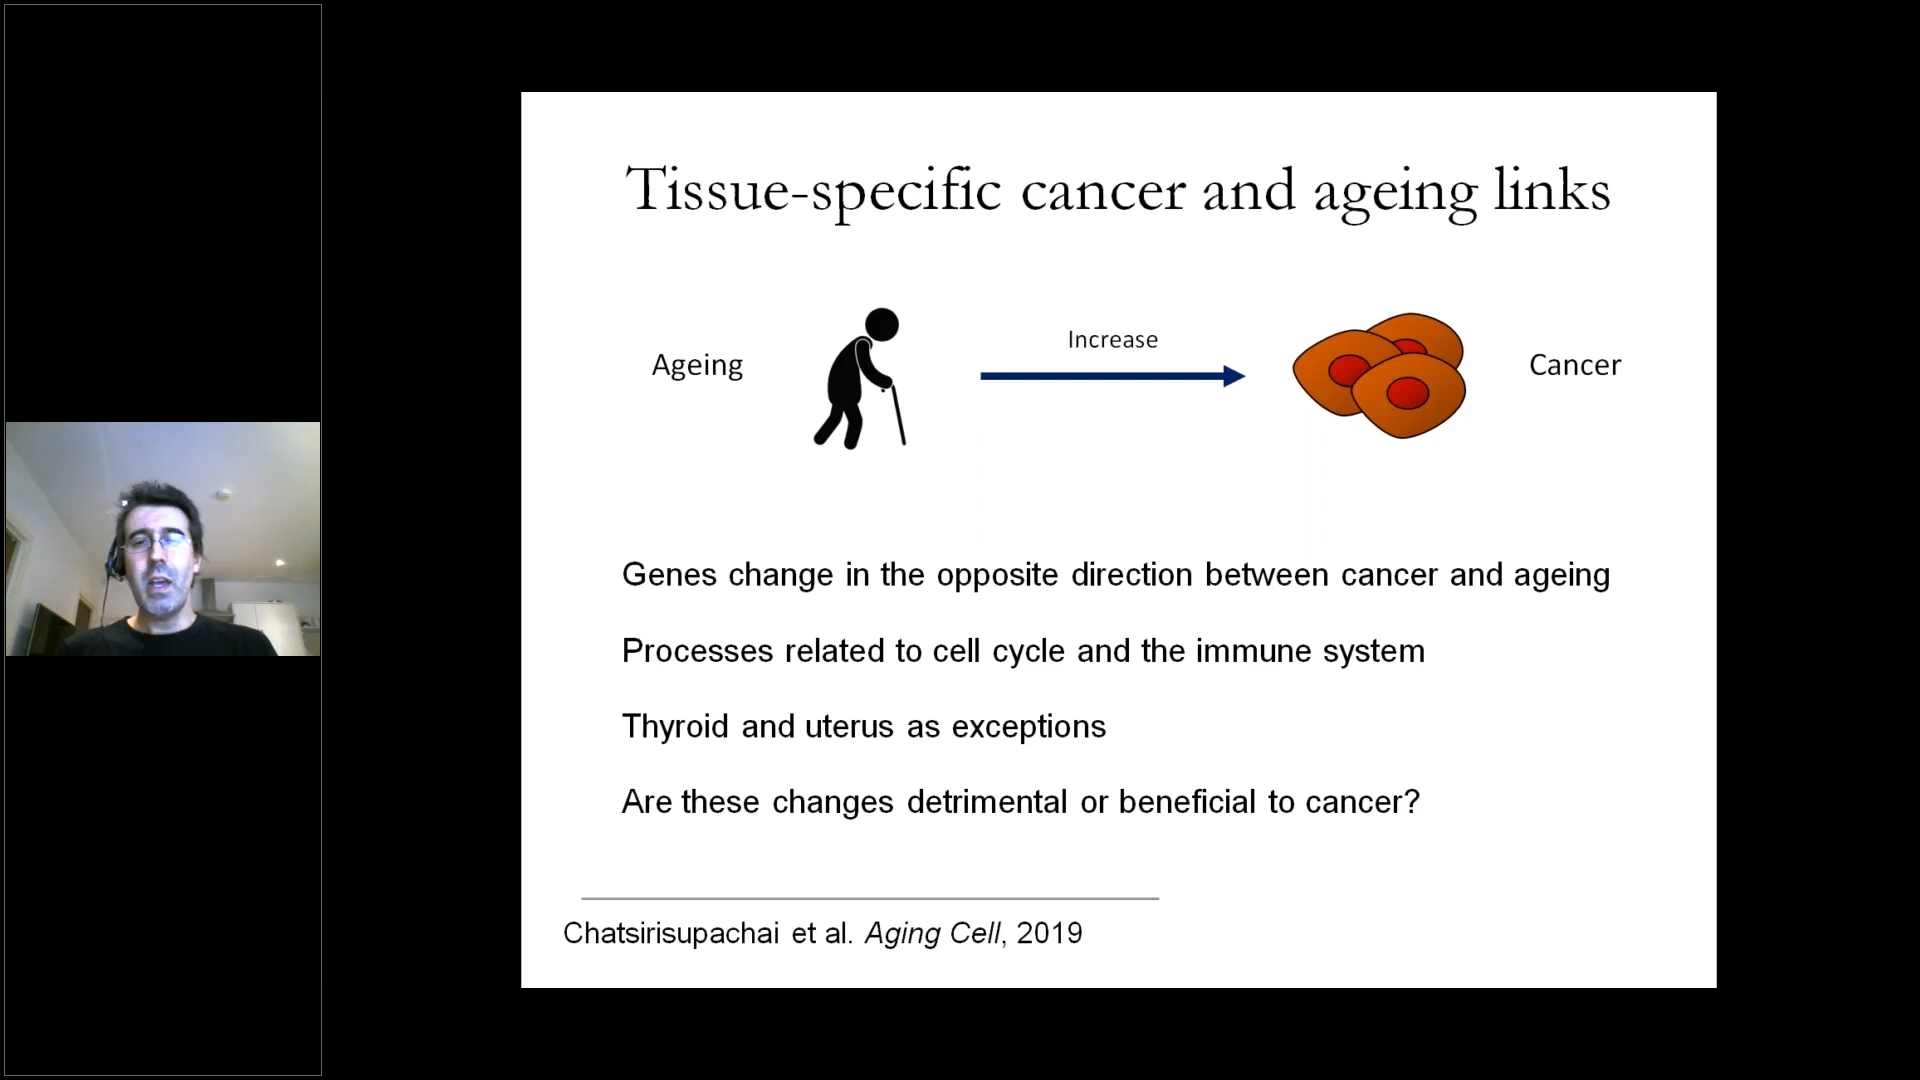 Tissue-specific cancer and ageing links
Increase
Ageing
Cancer
Genes change in the opposite direction between cancer and ageing
Processes related to cell cycle and the immune system
Thyroid and uterus as exceptions
Are these changes detrimental or beneficial to cancer?
Chatsirisupachai et al. Aging Cell, 2019